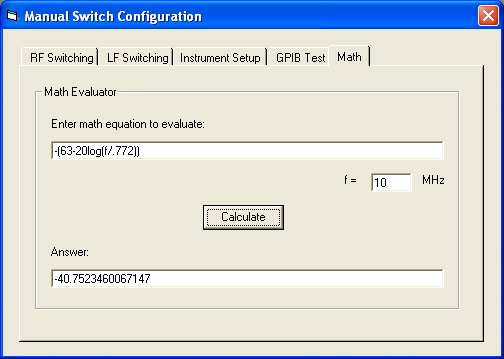 Manual Switch Configuration
RF Switching LF Switching Instrument Setup GPIB Test Math
Math Evaluator
Enter math equation to evaluate:
-(63-20log(f/.772))
f = 10 MHz
Calculate
Answer:
-40.7523460067147